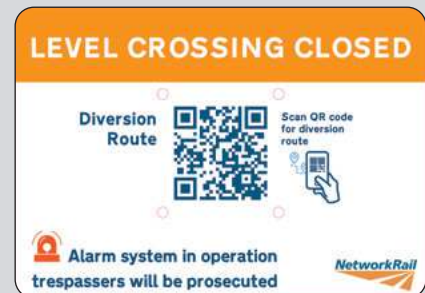 LEVEL CROSSING CLOSED
Diversion
Route
Scan QR code
for diversion
route
Alarm system in operation
trespassers will be prosecuted
NetworkRail